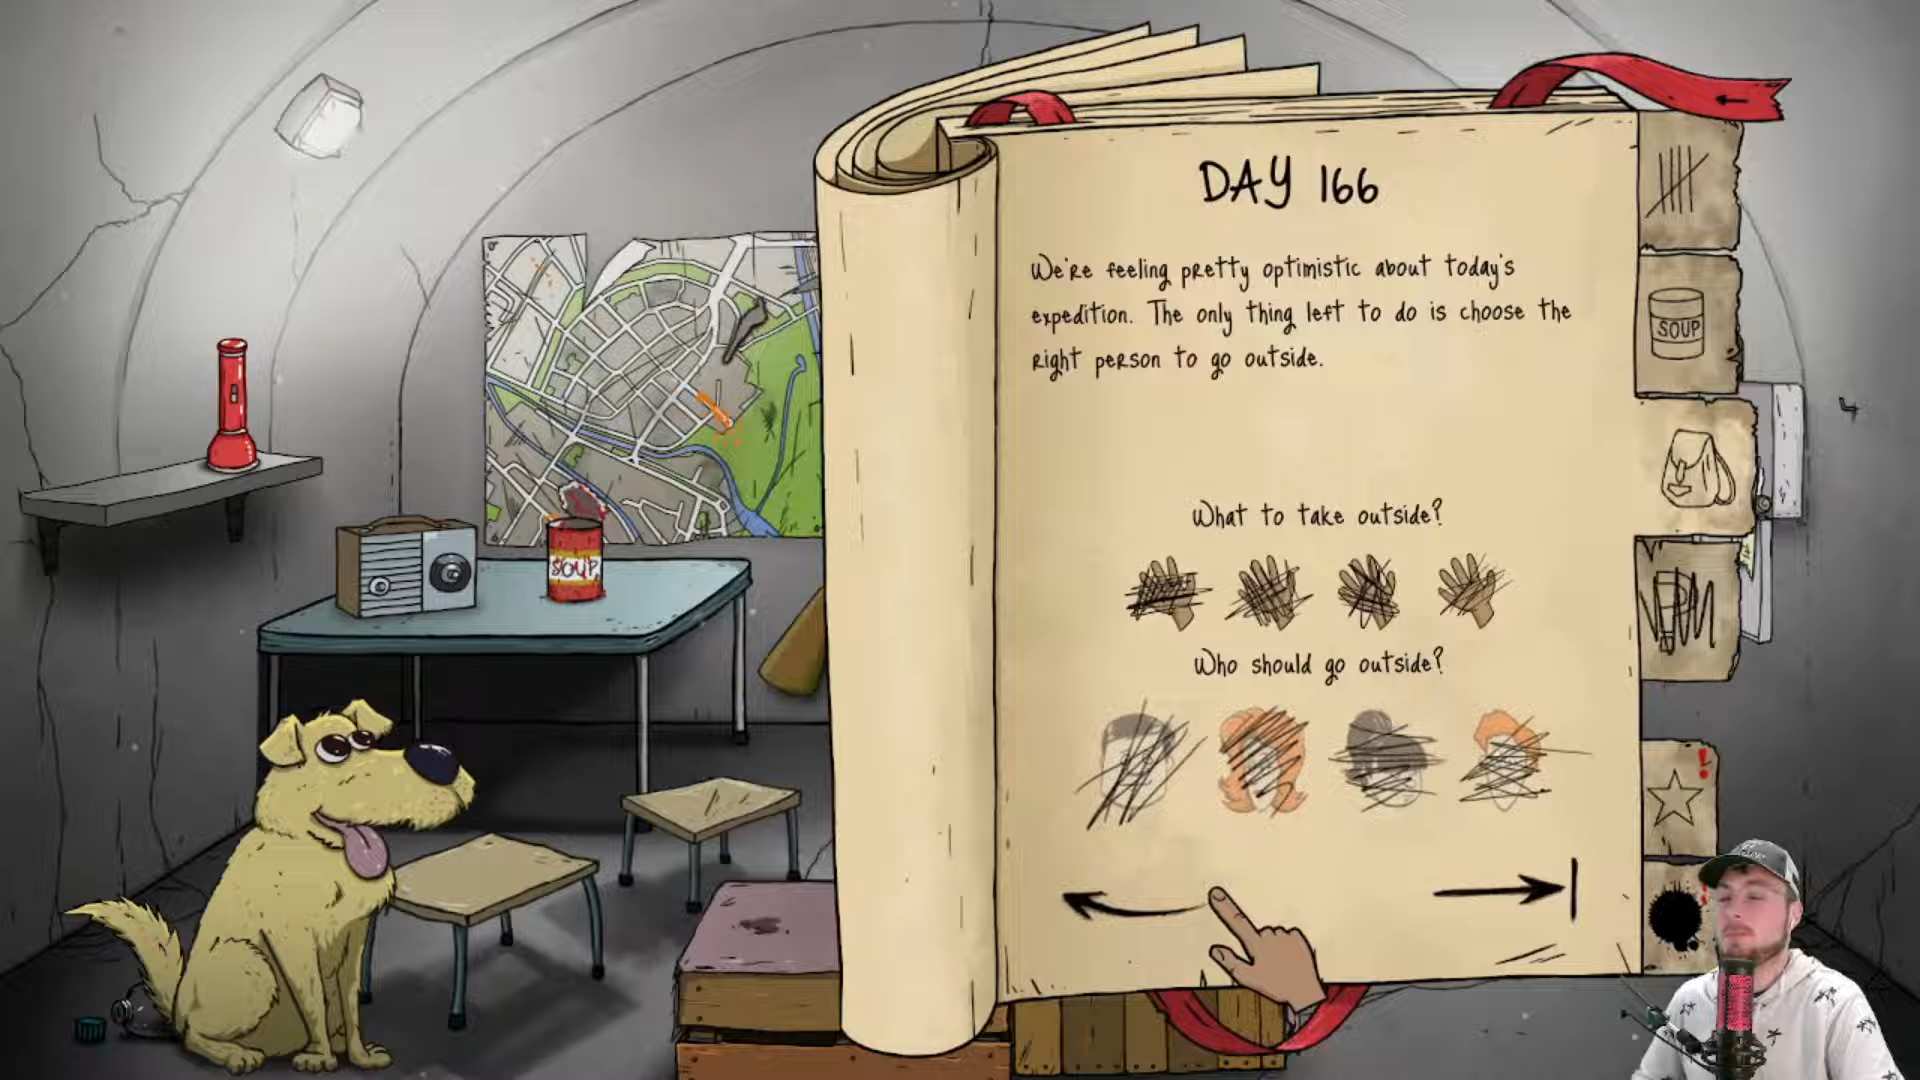 DAY 166
We're feeling pretty optimistic about today's
expedition. The only thing left to do is choose the
right person to go outside.
What to take outside?
Who should go outside?
SOUP
SOUP